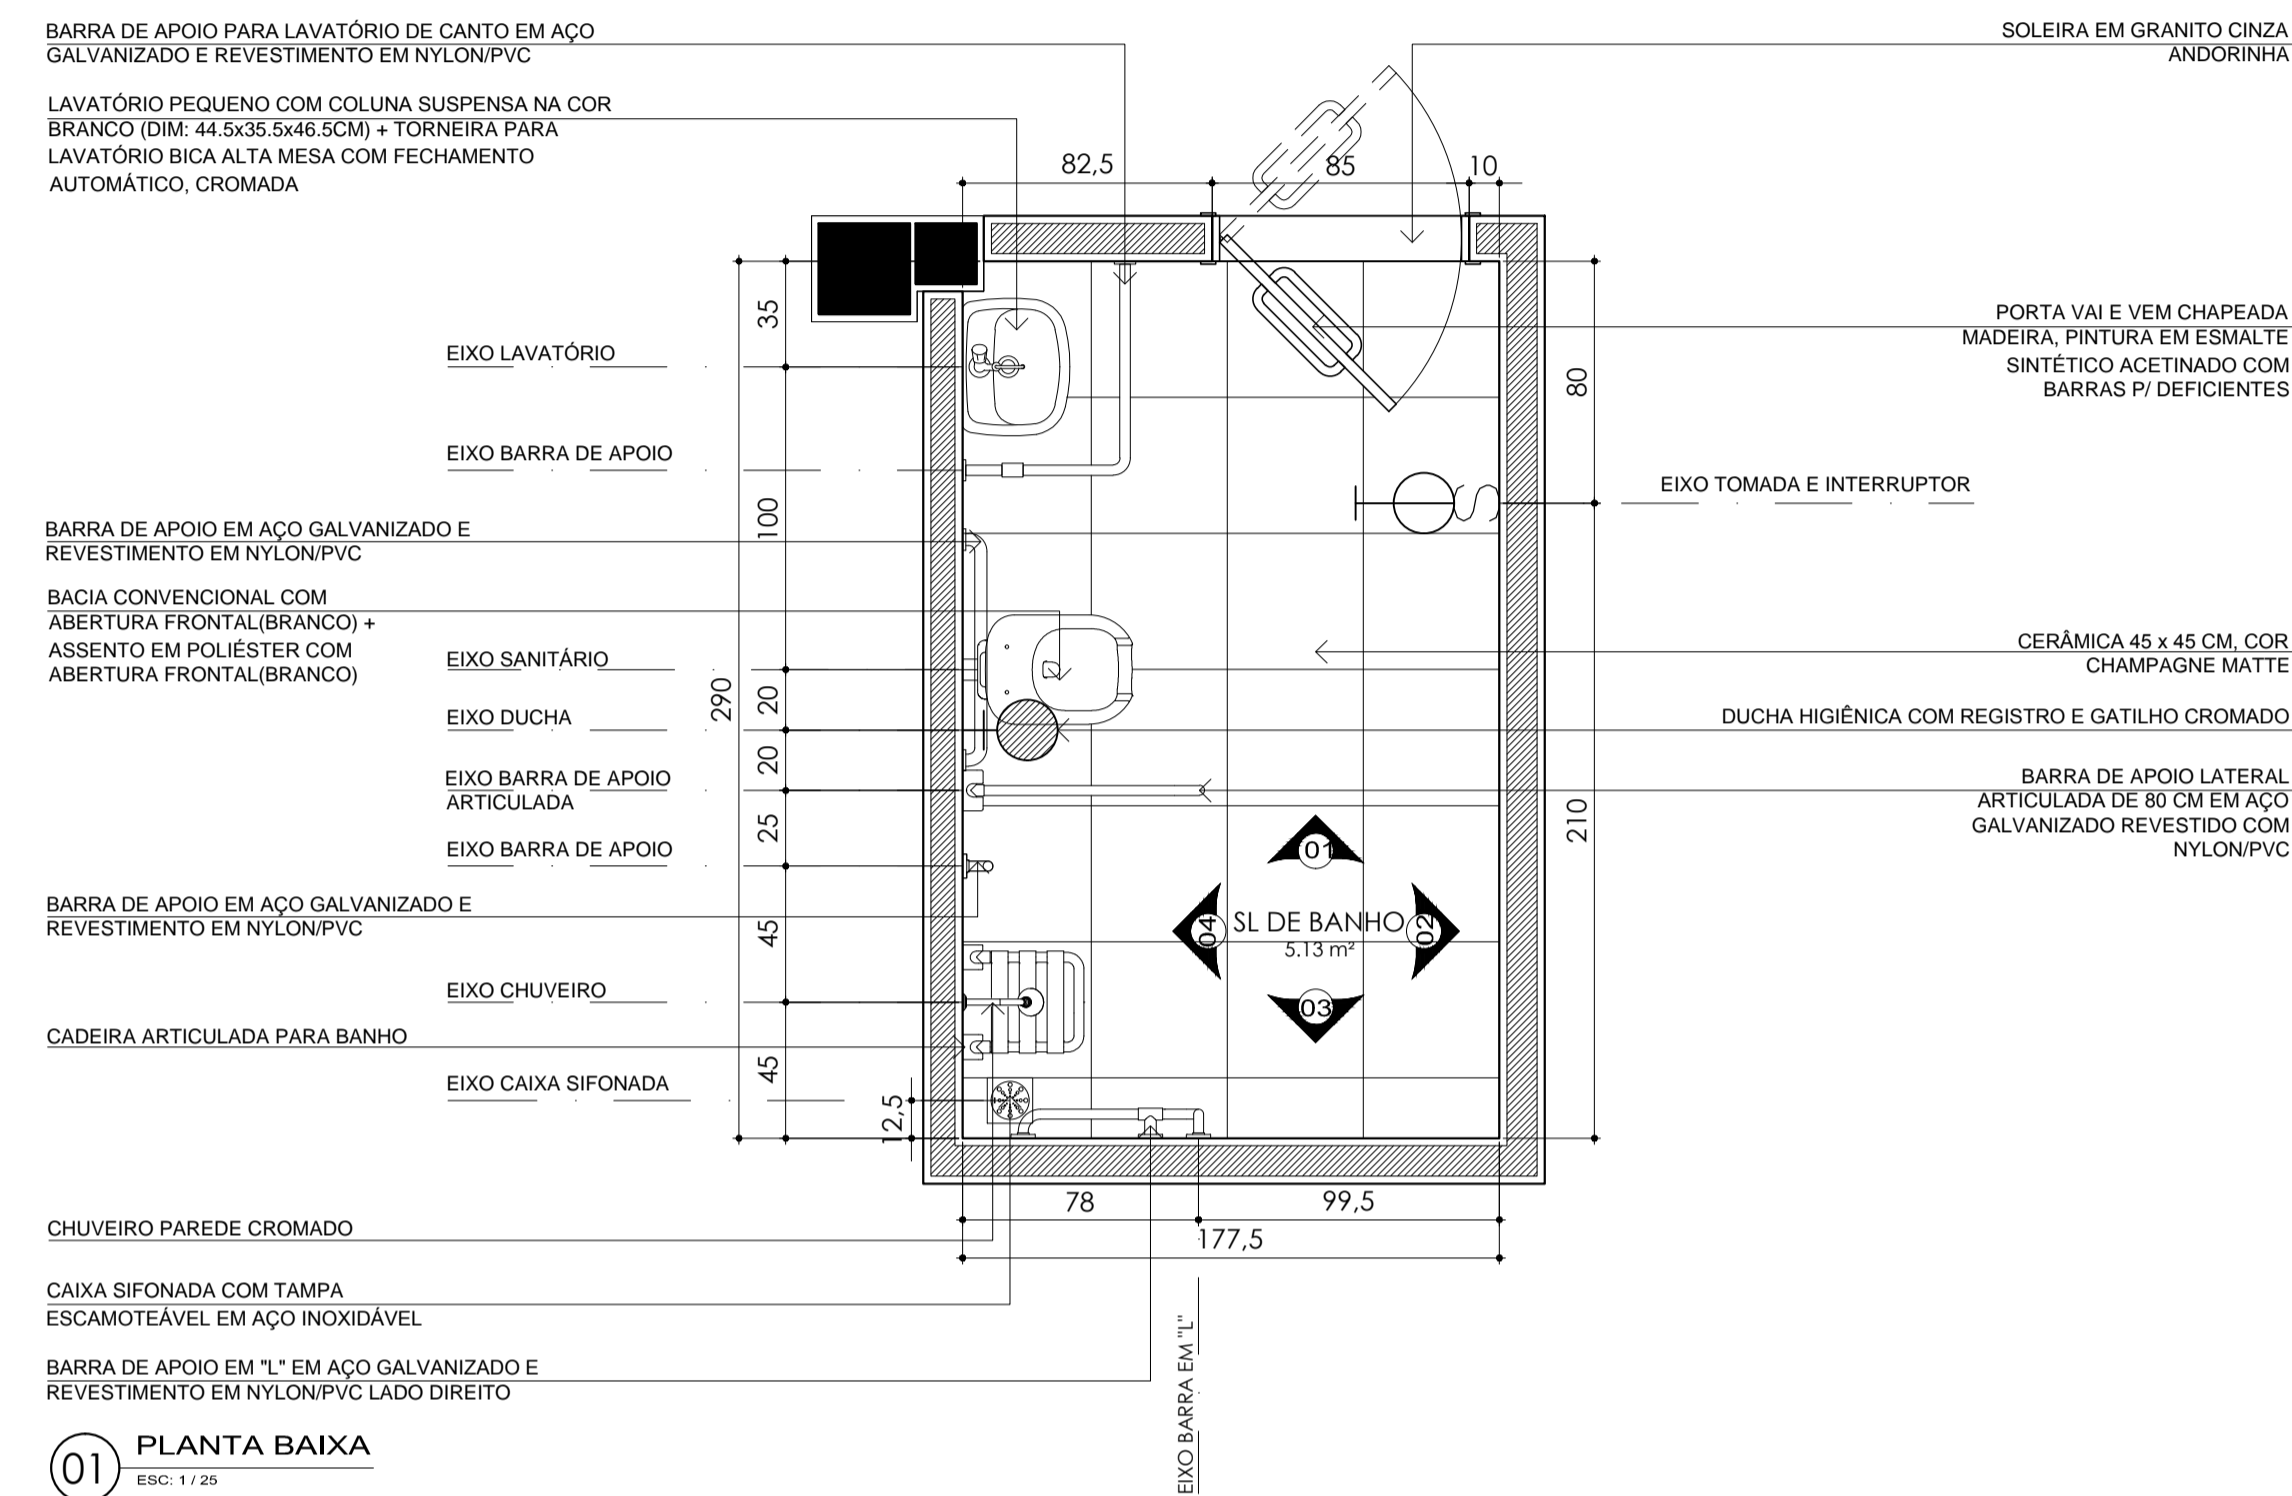 BARRA DE APOIO PARA LAVATÓRIO DE CANTO EM AÇO
GALVANIZADO E REVESTIMENTO EM NYLON/PVC
LAVATÓRIO PEQUENO COM COLUNA SUSPENSA NA COR
BRANCO (DIM: 44.5x35.5x46.5CM) + TORNEIRA PARA
LAVATÓRIO BICA ALTA MESA COM FECHAMENTO
AUTOMÁTICO, CROMADA
SOLEIRA EM GRANITO CINZA
ANDORINHA
82,5
85
10
35
EIXO LAVATÓRIO
EIXO BARRA DE APOIO
100
BARRA DE APOIO EM AÇO GALVANIZADO E
REVESTIMENTO EM NYLON/PVC
BACIA CONVENCIONAL COM
ABERTURA FRONTAL(BRANCO) +
ASSENTO EM POLIÉSTER COM
ABERTURA FRONTAL(BRANCO)
EIXO SANITÁRIO
290
20
EIXO DUCHA
20
EIXO BARRA DE APOIO
ARTICULADA
25
EIXO BARRA DE APOIO
BARRA DE APOIO EM AÇO GALVANIZADO E
REVESTIMENTO EM NYLON/PVC
45
EIXO CHUVEIRO
CADEIRA ARTICULADA PARA BANHO
45
EIXO CAIXA SIFONADA
12,5
PORTA VAI E VEM CHAPEADA
MADEIRA, PINTURA EM ESMALTE
SINTÉTICO ACETINADO COM
BARRAS P/ DEFICIENTES
80
S
EIXO TOMADA E INTERRUPTOR
CERÂMICA 45 x 45 CM, COR
CHAMPAGNE MATTE
DUCHA HIGIÊNICA COM REGISTRO E GATILHO CROMADO
BARRA DE APOIO LATERAL
ARTICULADA DE 80 CM EM AÇO
GALVANIZADO REVESTIDO COM
NYLON/PVC
210
01
04
SL DE BANHO
5.13 m²
02
03
78
99,5
177,5
CHUVEIRO PAREDE CROMADO
CAIXA SIFONADA COM TAMPA
ESCAMOTEÁVEL EM AÇO INOXIDÁVEL
BARRA DE APOIO EM "L" EM AÇO GALVANIZADO E
REVESTIMENTO EM NYLON/PVC LADO DIREITO
EIXO BARRA EM "L"
01
PLANTA BAIXA
ESC: 1 / 25